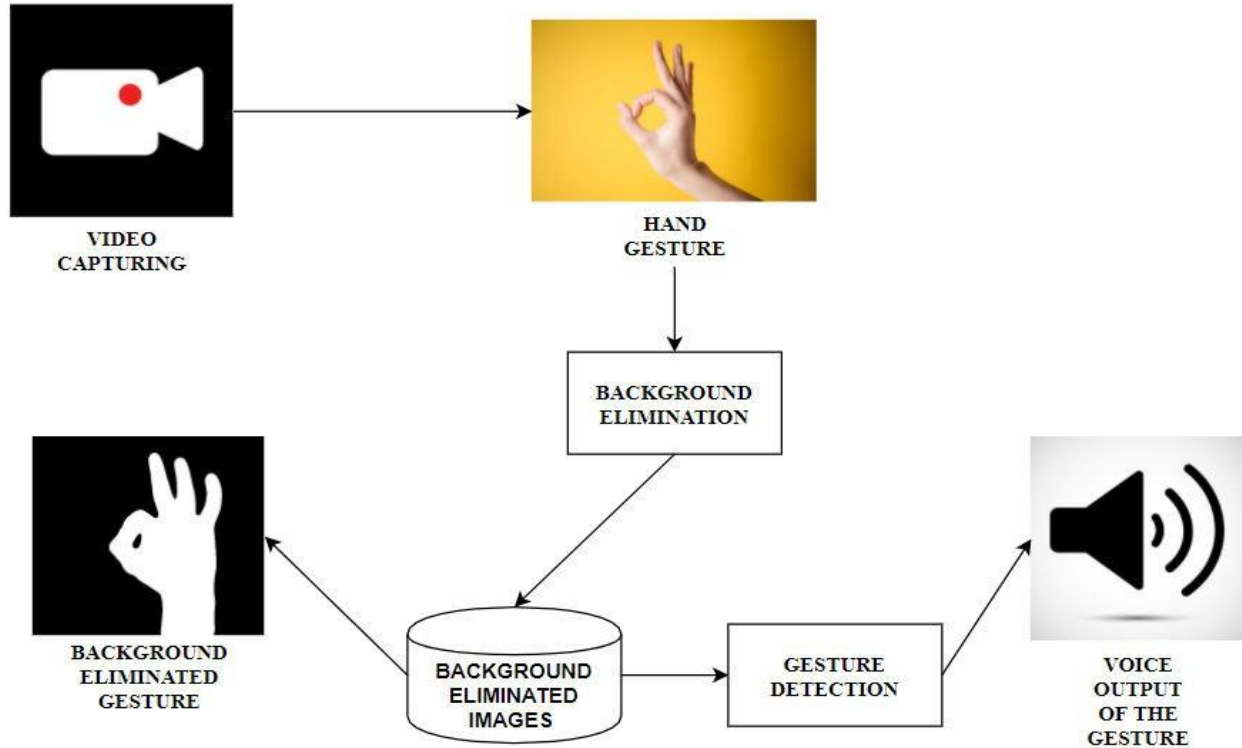 VIDEO
CAPTURING
HAND
GESTURE
BACKGROUND
ELIMINATION
BACKGROUND
ELIMINATED
GESTURE
BACKGROUND
ELIMINATED
IMAGES
GESTURE
DETECTION
VOICE
OUTPUT
OF THE
GESTURE